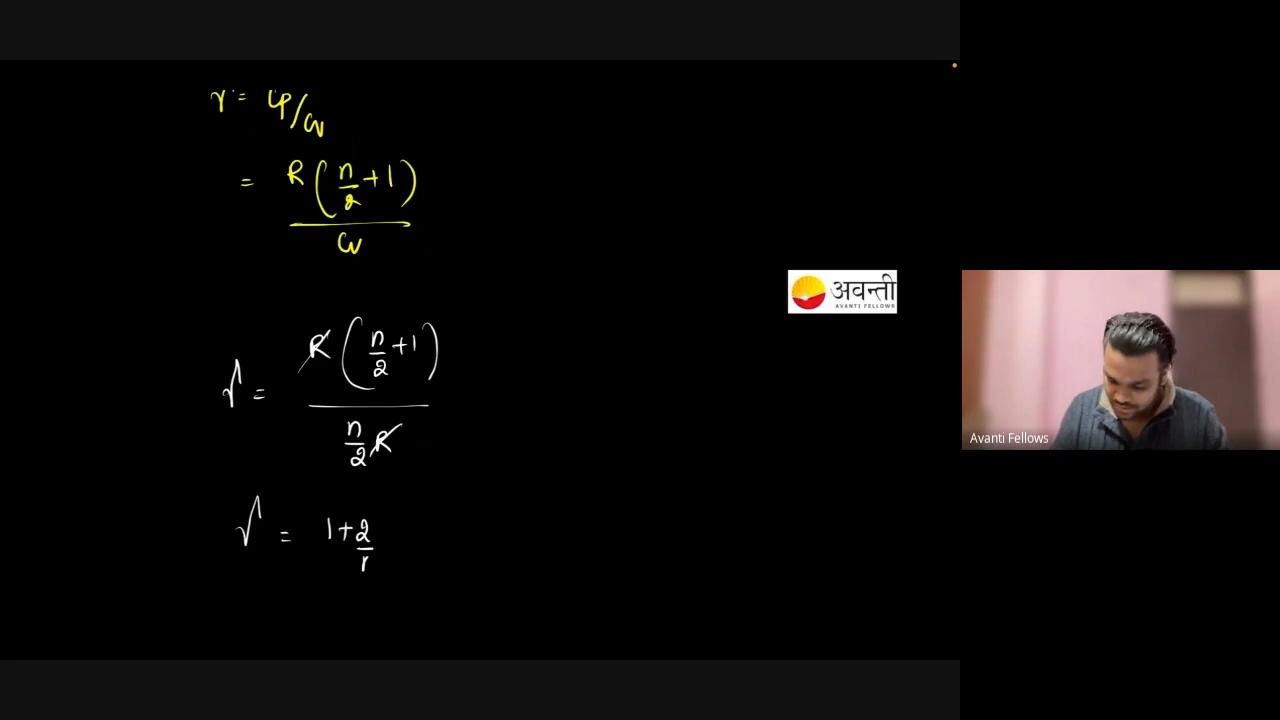 γ = Cp/Cv
= R(n/2 + 1)/Cv
γ = R(n/2 + 1)/(n/2 R)
γ = 1 + 2/r
अवन्ती
AVANTI FELLOWS
Avanti Fellows